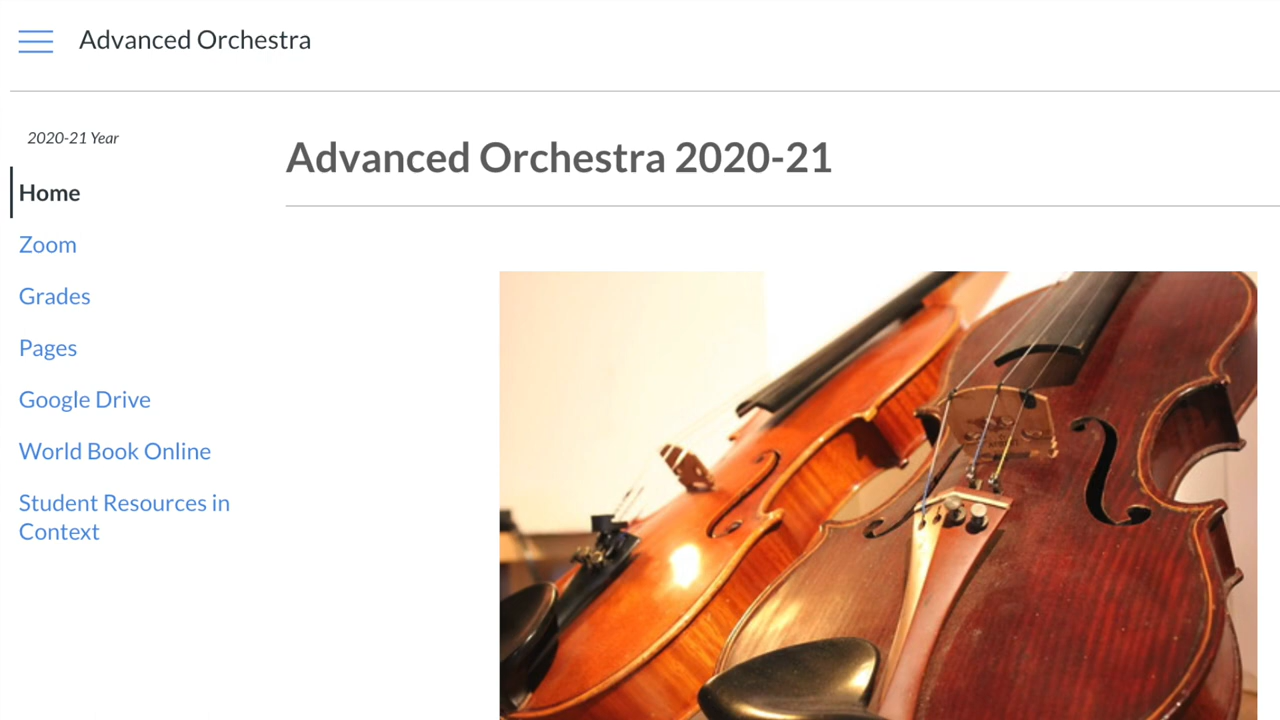 Advanced Orchestra
2020-21 Year
Advanced Orchestra 2020-21
Home
Zoom
Grades
Pages
Google Drive
World Book Online
Student Resources in
Context